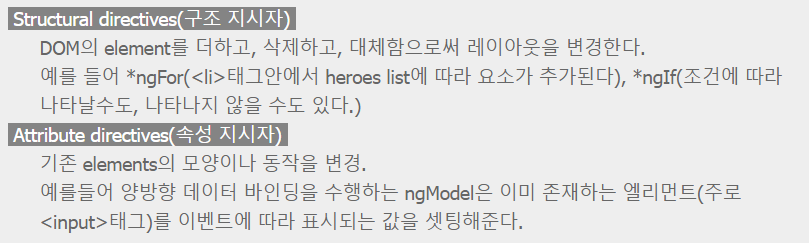 Structural directives(구조 지시자)
DOM의 element를 더하고, 삭제하고, 대체함으로써 레이아웃을 변경한다.
예를 들어 *ngFor(<li>태그안에서 heroes list에 따라 요소가 추가된다), *ngIf(조건에 따라
나타날수도, 나타나지 않을 수도 있다.)
Attribute directives(속성 지시자)
기존 elements의 모양이나 동작을 변경.
예를들어 양방향 데이터 바인딩을 수행하는 ngModel은 이미 존재하는 엘리먼트(주로
<input>태그)를 이벤트에 따라 표시되는 값을 셋팅해준다.